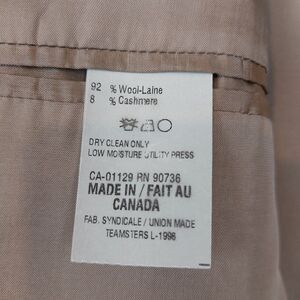 92 % Wool-Laine
8 % Cashmere
DRY CLEAN ONLY
LOW MOISTURE UTILITY PRESS
CA-01129 RN 90736
MADE IN / FAIT AU
CANADA
FAB. SYNDICALE / UNION MADE
TEAMSTERS L-1996